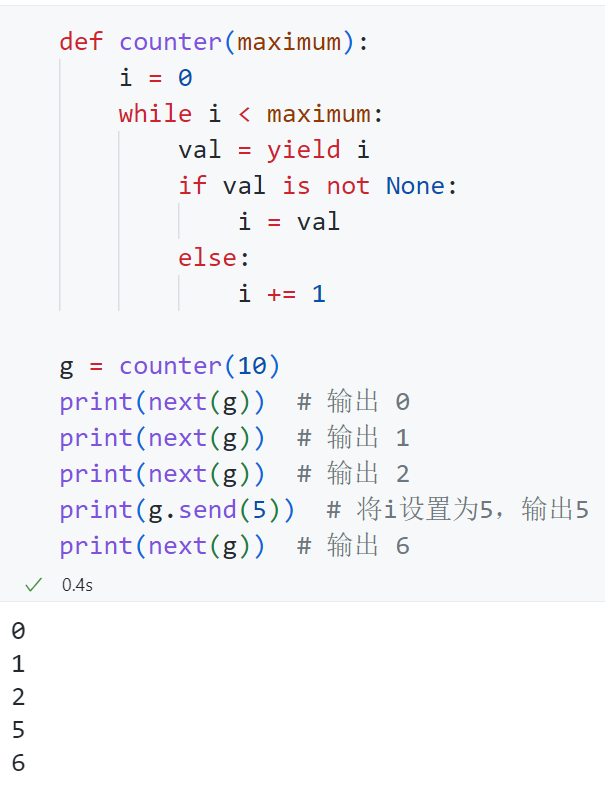 def counter(maximum):
    i = 0
    while i < maximum:
        val = yield i
        if val is not None:
            i = val
        else:
            i += 1

g = counter(10)
print(next(g))  # 输出 0
print(next(g))  # 输出 1
print(next(g))  # 输出 2
print(g.send(5))  # 将i设置为5，输出5
print(next(g))  # 输出 6
✓ 0.4s
0
1
2
5
6